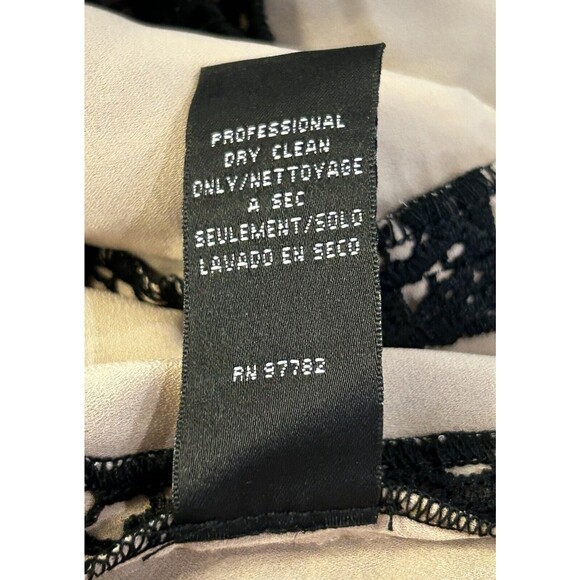 PROFESSIONAL
DRY CLEAN
ONLY/NETTOYAGE
A SEC
SEULEMENT/SOLO
LAVADO EN SECO
RN 97782